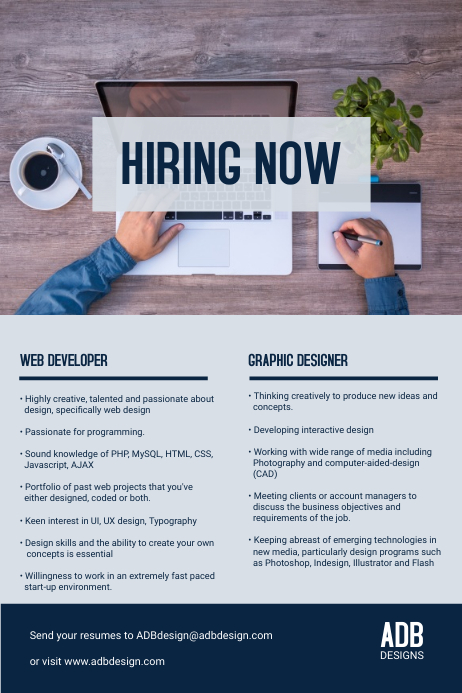 HIRING NOW
WEB DEVELOPER
• Highly creative, talented and passionate about
design, specifically web design
• Passionate for programming.
• Sound knowledge of PHP, MySQL, HTML, CSS,
Javascript, AJAX
• Portfolio of past web projects that you've
either designed, coded or both.
• Keen interest in UI, UX design, Typography
• Design skills and the ability to create your own
concepts is essential
• Willingness to work in an extremely fast paced
start-up environment.
GRAPHIC DESIGNER
• Thinking creatively to produce new ideas and
concepts.
• Developing interactive design
• Working with wide range of media including
Photography and computer-aided-design
(CAD)
• Meeting clients or account managers to
discuss the business objectives and
requirements of the job.
• Keeping abreast of emerging technologies in
new media, particularly design programs such
as Photoshop, Indesign, Illustrator and Flash
Send your resumes to ADBdesign@adbdesign.com
or visit www.adbdesign.com
ADB
DESIGNS